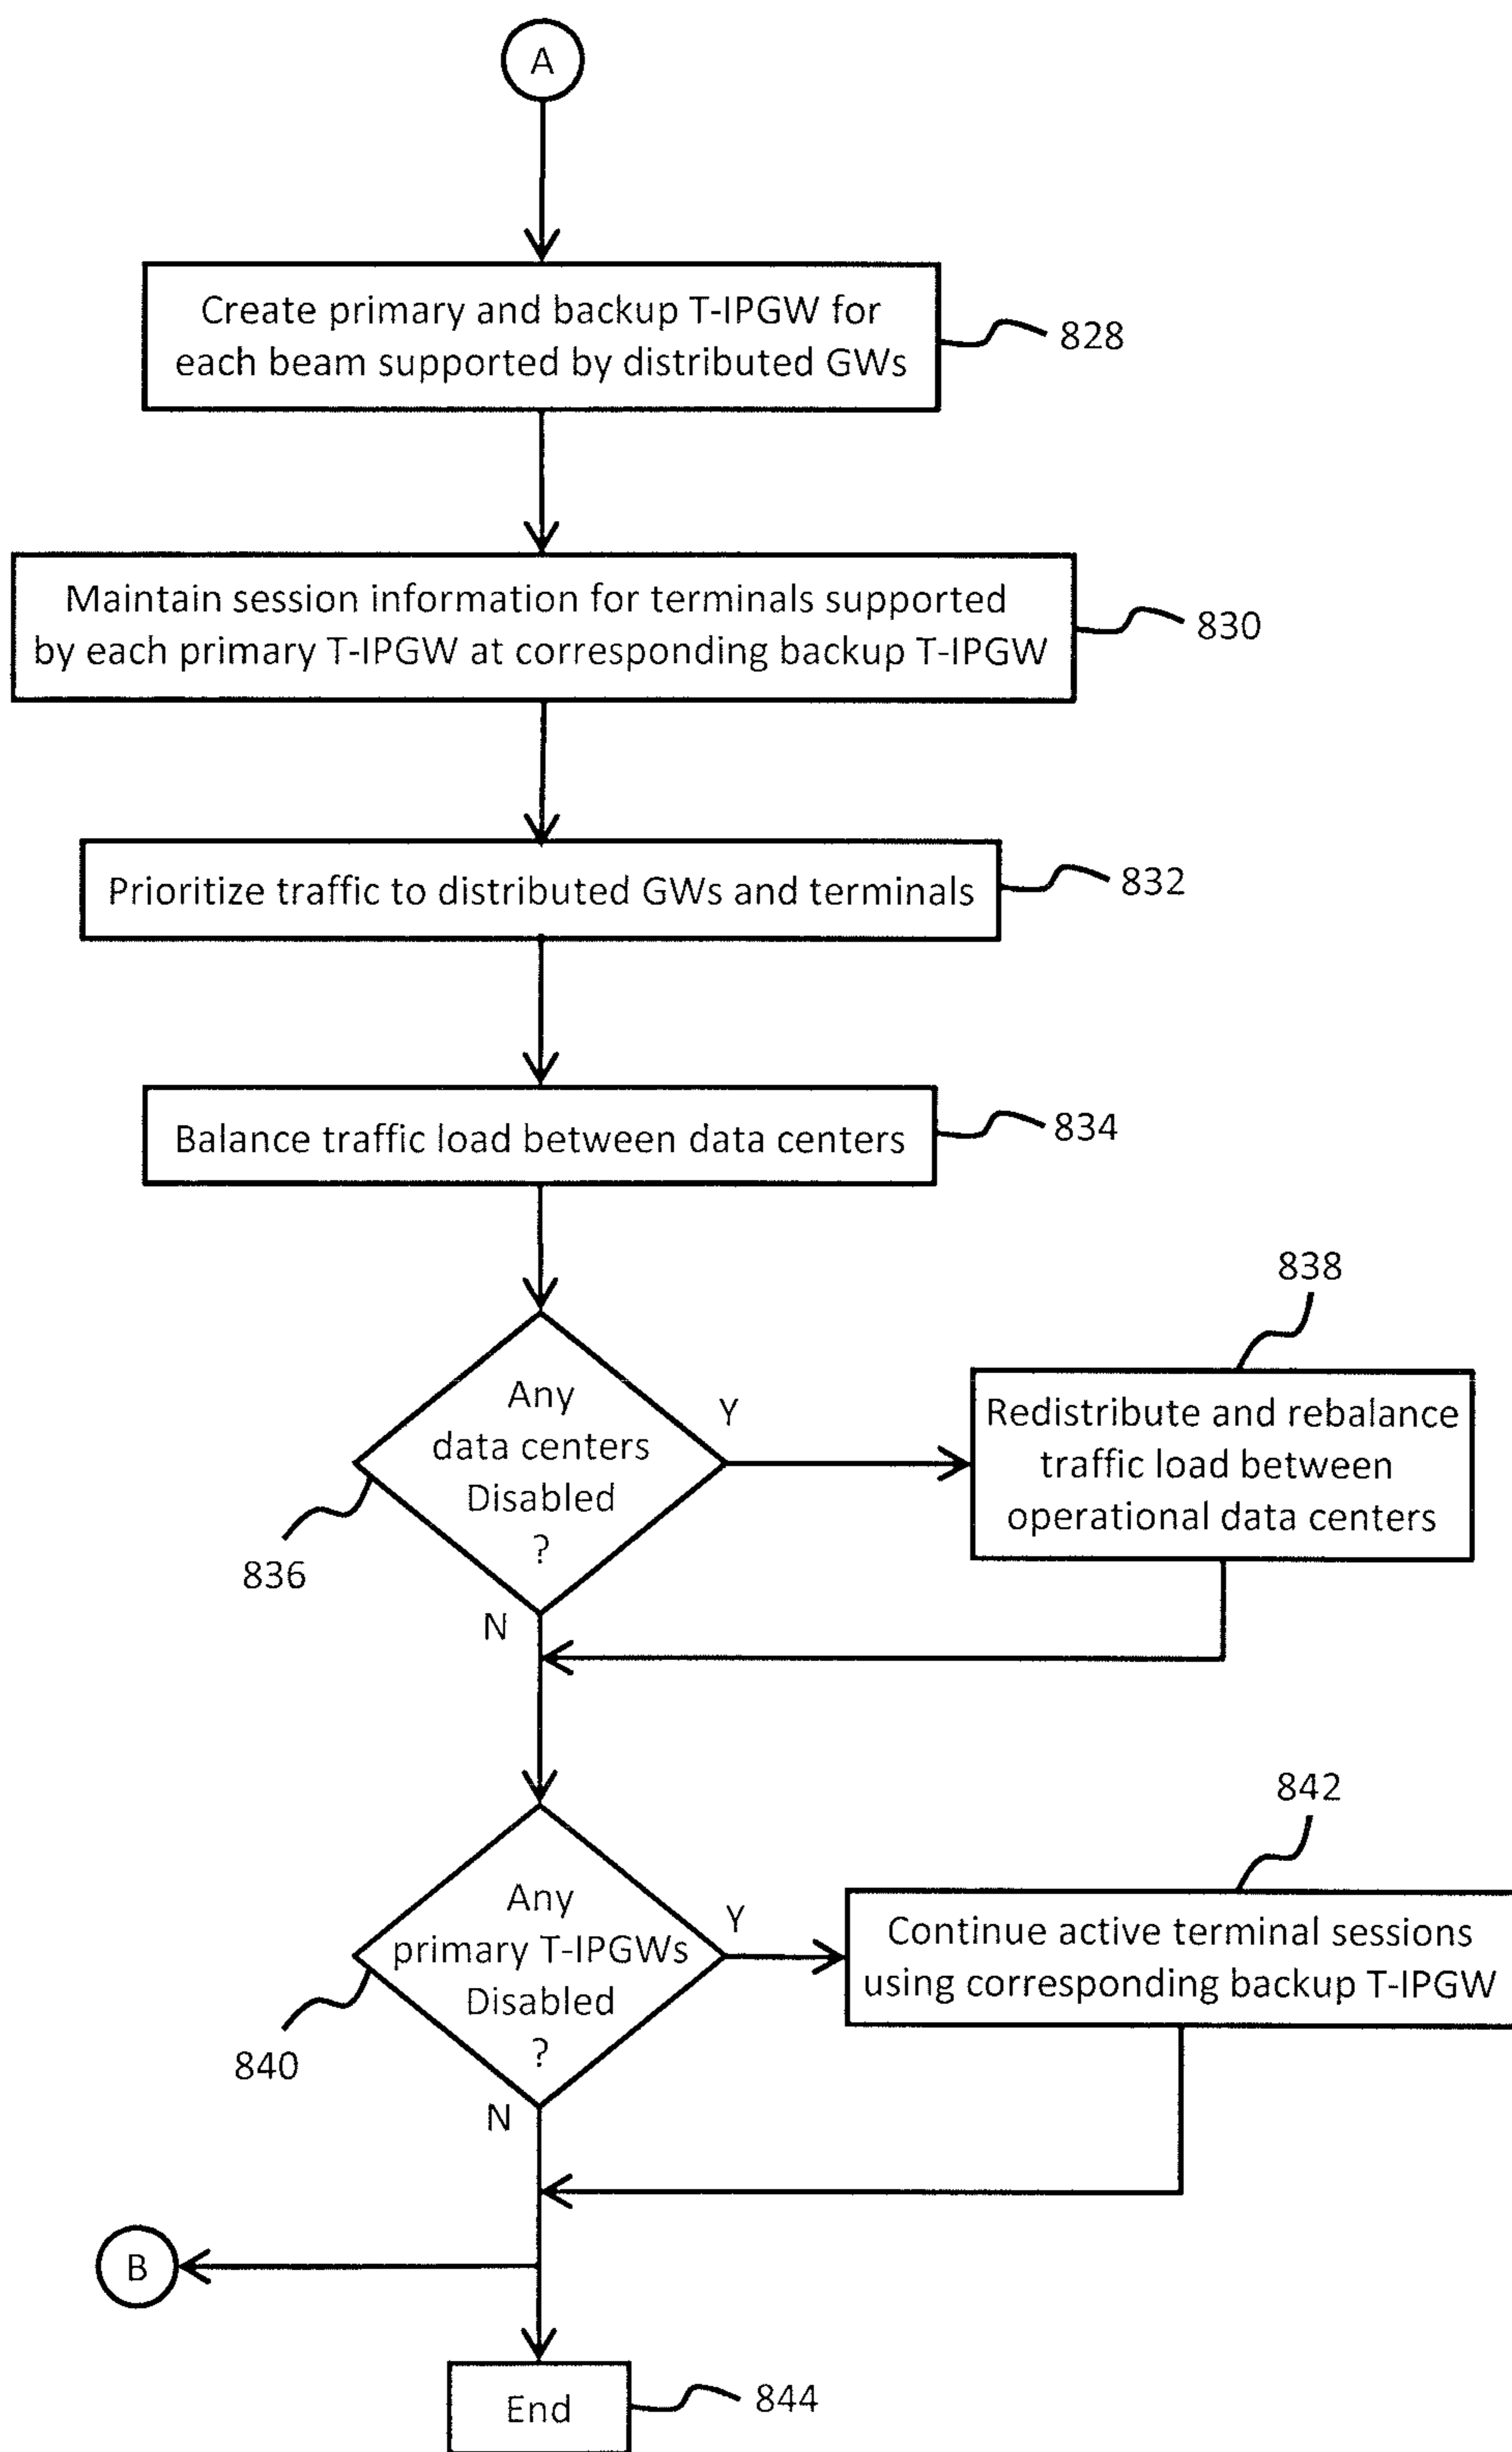 A
Create primary and backup T-IPGW for
each beam supported by distributed GWs
828
Maintain session information for terminals supported
by each primary T-IPGW at corresponding backup T-IPGW
830
Prioritize traffic to distributed GWs and terminals
832
Balance traffic load between data centers
834
Any
data centers
Disabled
?
836
Y
N
838
Redistribute and rebalance
traffic load between
operational data centers
Any
primary T-IPGWs
Disabled
?
840
Y
N
842
Continue active terminal sessions
using corresponding backup T-IPGW
B
End
844